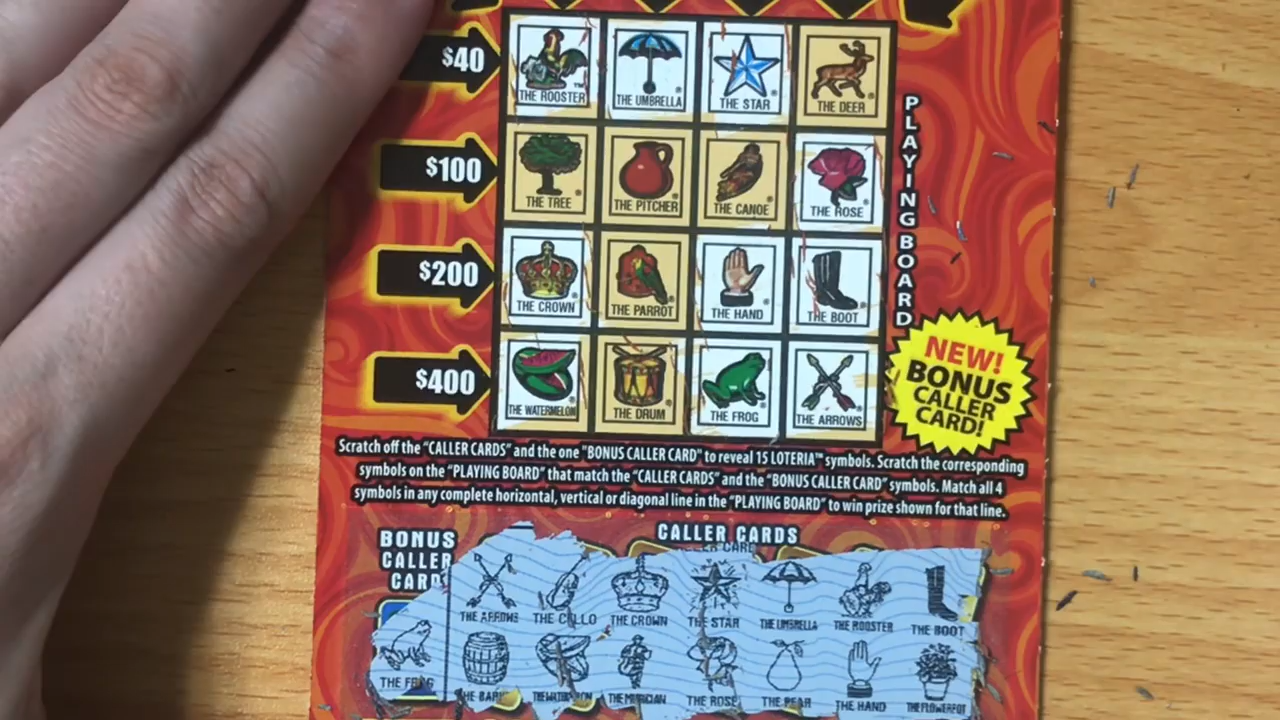 $40
THE ROOSTER™
THE UMBRELLA
THE STAR
THE DEER
$100
THE TREE
THE PITCHER
THE CANOE
THE ROSE
$200
THE CROWN
THE PARROT
THE HAND
THE BOOT
$400
THE WATERMELON
THE DRUM
THE FROG
THE ARROWS
PLAYING BOARD
NEW!
BONUS
CALLER
CARD!
Scratch off the "CALLER CARDS" and the one "BONUS CALLER CARD" to reveal 15 LOTERIA™ symbols. Scratch the corresponding
symbols on the "PLAYING BOARD" that match the "CALLER CARDS" and the "BONUS CALLER CARD" symbols. Match all 4
symbols in any complete horizontal, vertical or diagonal line in the "PLAYING BOARD" to win prize shown for that line.
BONUS
CALLER
CARD
CALLER CARDS
THE ARROWS
THE CELLO
THE CROWN
THE STAR
THE UMBRELLA
THE ROOSTER
THE BOOT
THE FROG
THE
THE WATERMELON
THE MUSICIAN
THE ROSE
THE PEAR
THE HAND
THE FLOWERPOT